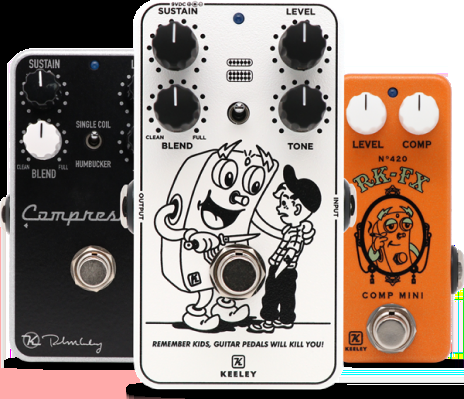 SUSTAIN
SINGLE COIL
HUMBUCKER
CLEAN
FULL
BLEND
Compres
9VDC
SUSTAIN
LEVEL
CLEAN
FULL
BLEND
TONE
OUTPUT
INPUT
K
REMEMBER KIDS, GUITAR PEDALS WILL KILL YOU!
K
KEELEY
LEVEL
COMP
Nº420
RK-FX
COMP MINI
K
KEELEY
K